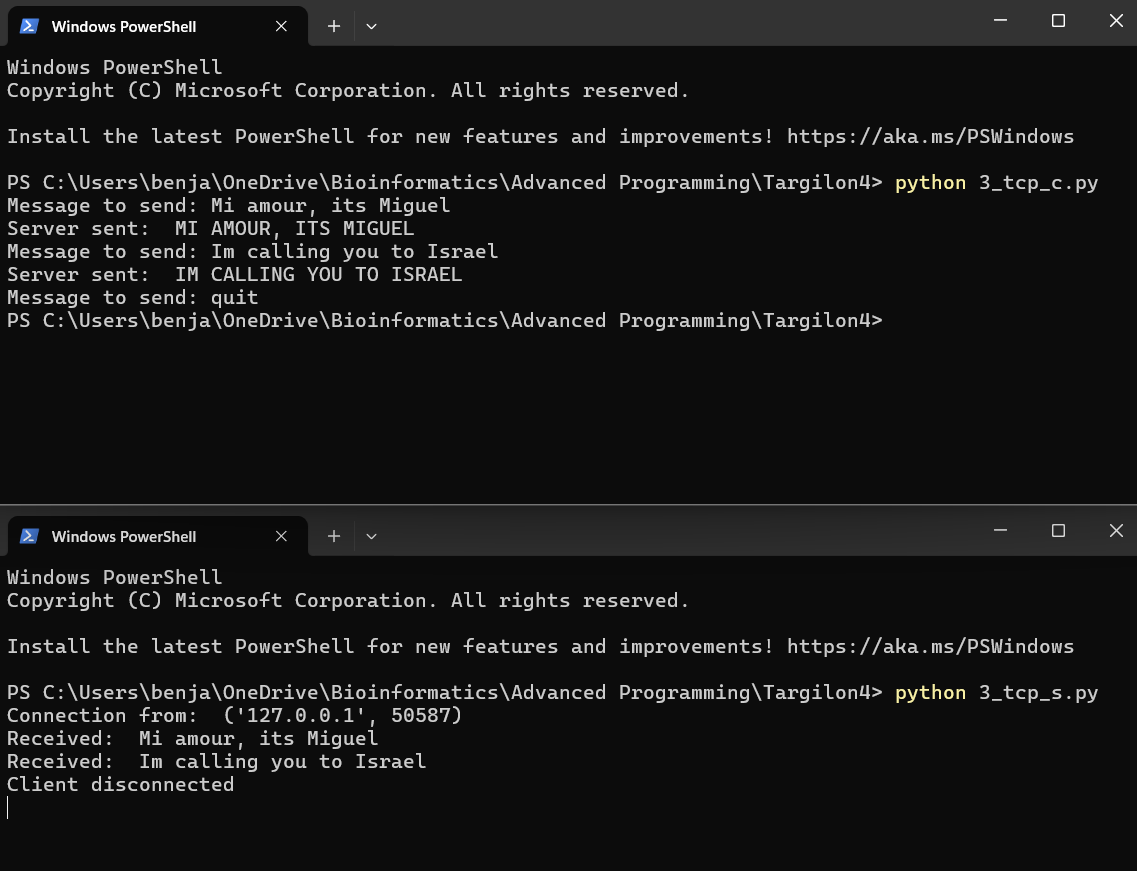 Windows PowerShell
Windows PowerShell
Copyright (C) Microsoft Corporation. All rights reserved.
Install the latest PowerShell for new features and improvements! https://aka.ms/PSWindows
PS C:\Users\benja\OneDrive\Bioinformatics\Advanced Programming\Targilon4> python 3_tcp_c.py
Message to send: Mi amour, its Miguel
Server sent:  MI AMOUR, ITS MIGUEL
Message to send: Im calling you to Israel
Server sent:  IM CALLING YOU TO ISRAEL
Message to send: quit
PS C:\Users\benja\OneDrive\Bioinformatics\Advanced Programming\Targilon4>
Windows PowerShell
Windows PowerShell
Copyright (C) Microsoft Corporation. All rights reserved.
Install the latest PowerShell for new features and improvements! https://aka.ms/PSWindows
PS C:\Users\benja\OneDrive\Bioinformatics\Advanced Programming\Targilon4> python 3_tcp_s.py
Connection from:  ('127.0.0.1', 50587)
Received:  Mi amour, its Miguel
Received:  Im calling you to Israel
Client disconnected